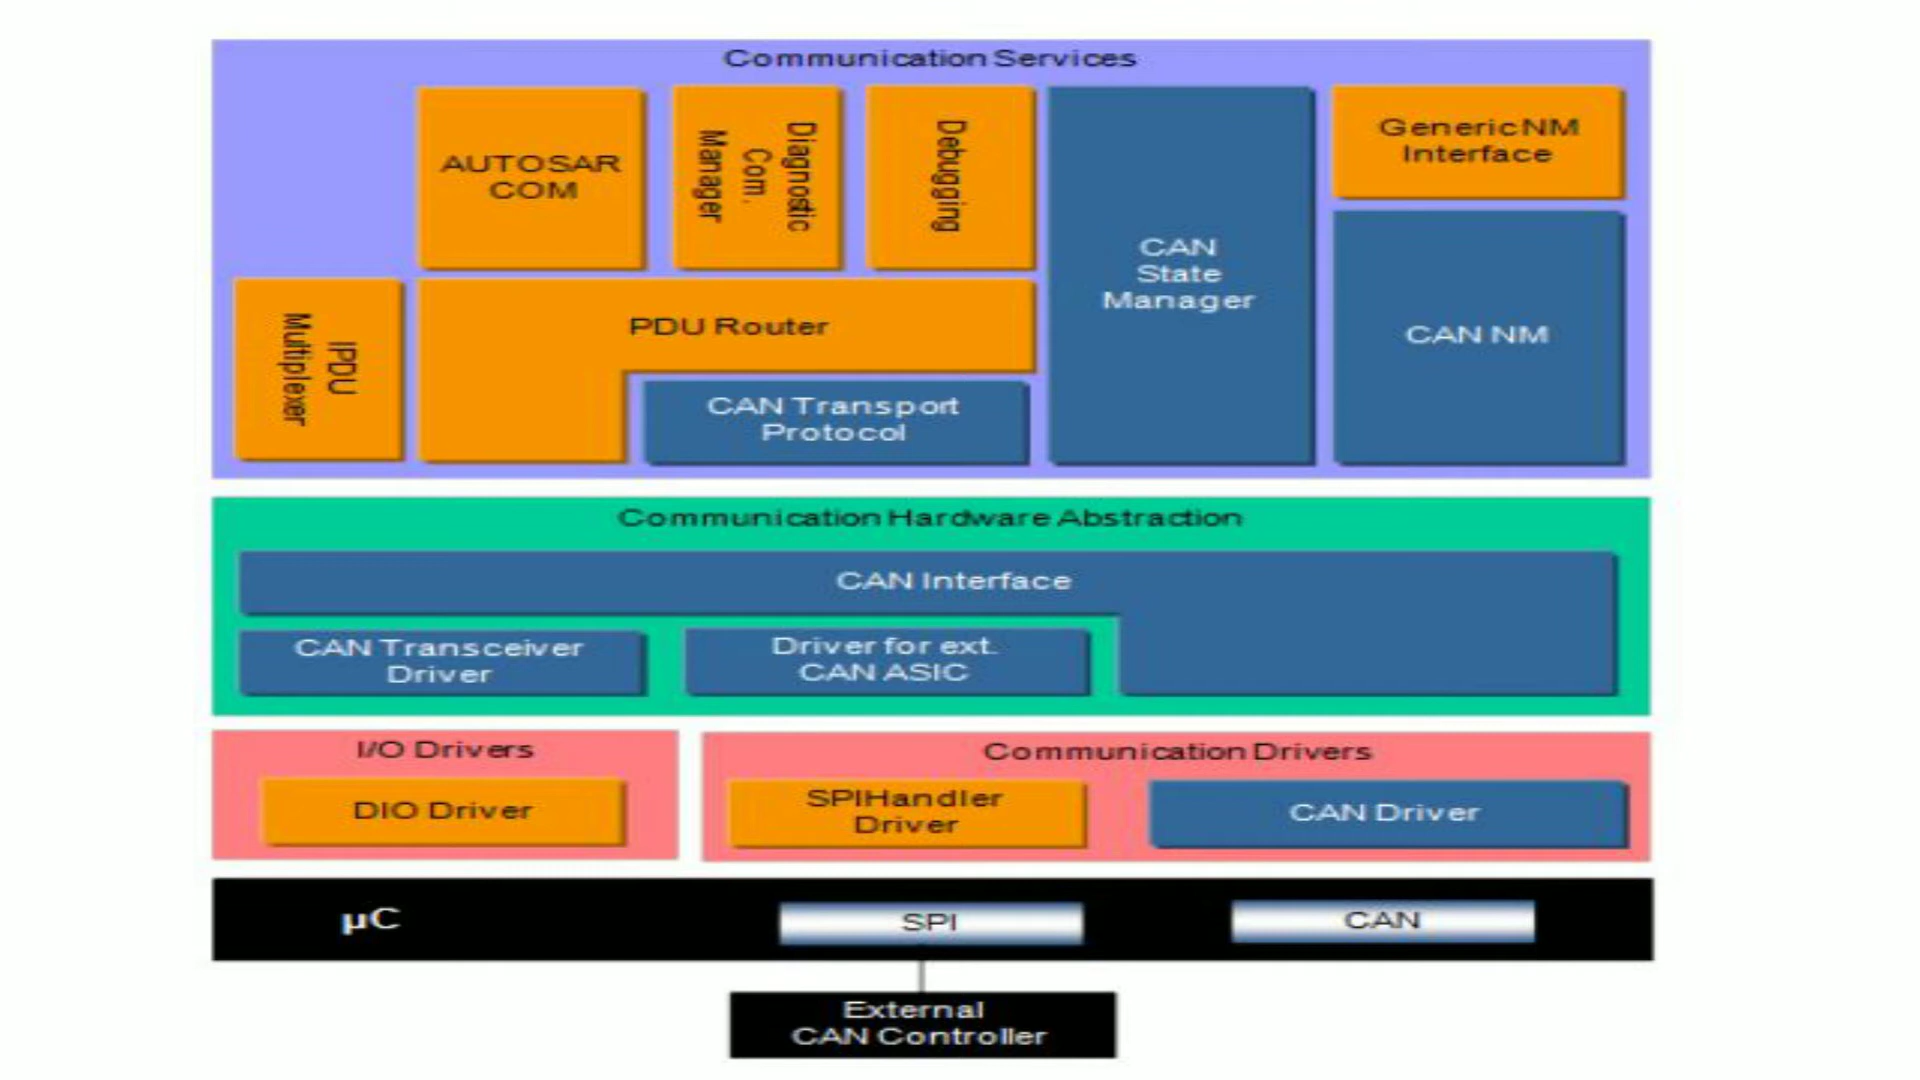 Communication Services
AUTOSAR
COM
Diagnostic
Com.
Manager
Debugging
Generic NM
Interface
CAN
State
Manager
CAN NM
IPDU
Multiplexer
PDU Router
CAN Transport
Protocol
Communication Hardware Abstraction
CAN Interface
CAN Transceiver
Driver
Driver for ext.
CAN ASIC
I/O Drivers
DIO Driver
Communication Drivers
SPIHandler
Driver
CAN Driver
µC
SPI
CAN
External
CAN Controller